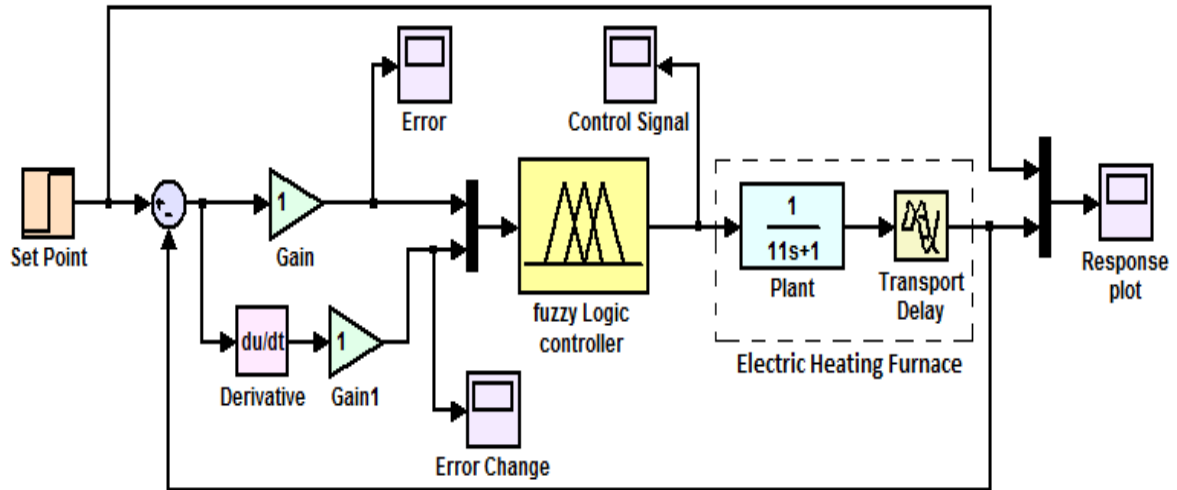 Error
Control Signal
Set Point
1
Gain
fuzzy Logic
controller
1
11s+1
Plant
Transport
Delay
Electric Heating Furnace
Response
plot
du/dt
Derivative
1
Gain1
Error Change